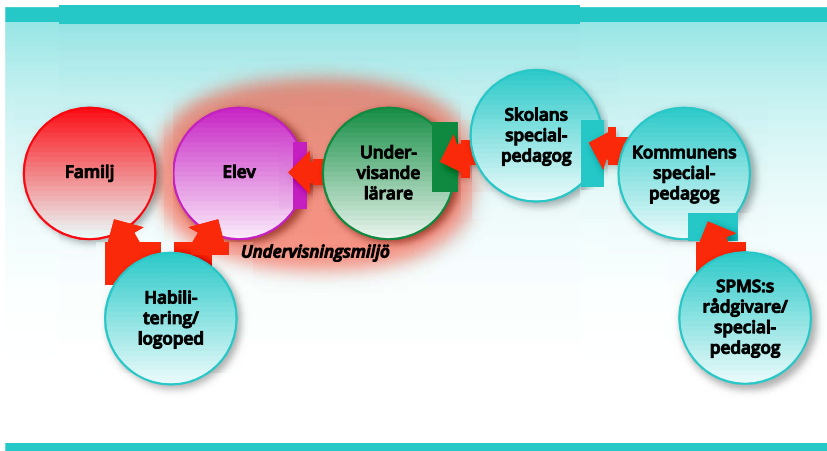 Familj
Elev
Under-
visande
lärare
Skolans
special-
pedagog
Kommunens
special-
pedagog
Undervisningsmiljö
Habili-
tering/
logoped
SPMS:s
rådgivare/
special-
pedagog